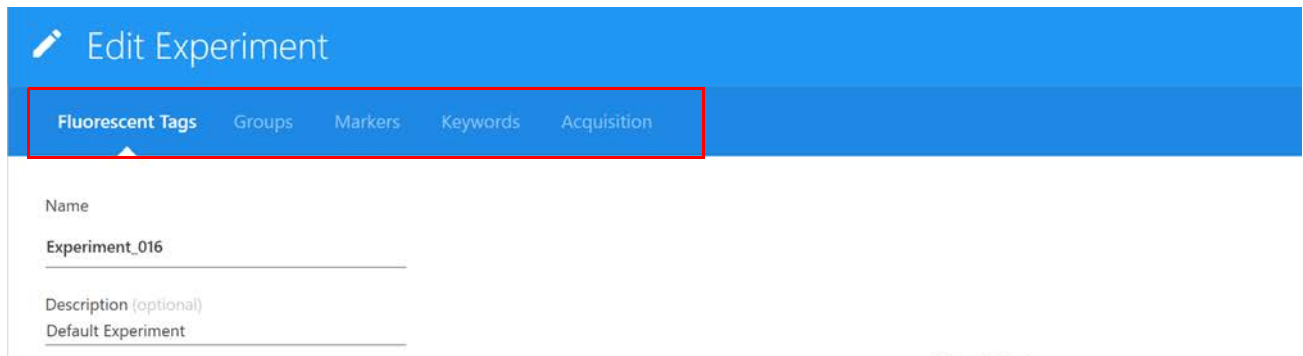 Edit Experiment
Fluorescent Tags Groups Markers Keywords Acquisition
Name
Experiment_016
Description (optional)
Default Experiment